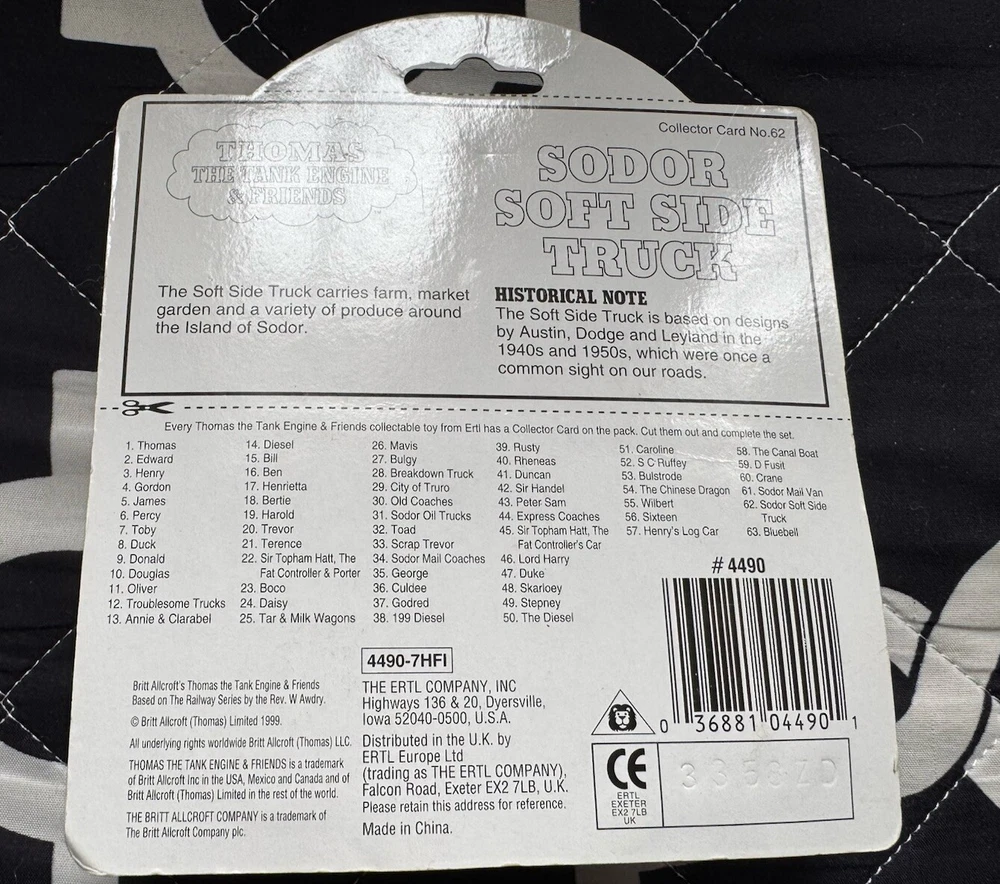 Collector Card No.62
THOMAS
THE TANK ENGINE
& FRIENDS
SODOR
SOFT SIDE
TRUCK
The Soft Side Truck carries farm, market
garden and a variety of produce around
the Island of Sodor.
HISTORICAL NOTE
The Soft Side Truck is based on designs
by Austin, Dodge and Leyland in the
1940s and 1950s, which were once a
common sight on our roads.
Every Thomas the Tank Engine & Friends collectable toy from Ertl has a Collector Card on the pack. Cut them out and complete the set.
1. Thomas
2. Edward
3. Henry
4. Gordon
5. James
6. Percy
7. Toby
8. Duck
9. Donald
10. Douglas
11. Oliver
12. Troublesome Trucks
13. Annie & Clarabel
14. Diesel
15. Bill
16. Ben
17. Henrietta
18. Bertie
19. Harold
20. Trevor
21. Terence
22. Sir Topham Hatt, The
Fat Controller & Porter
23. Boco
24. Daisy
25. Tar & Milk Wagons
26. Mavis
27. Bulgy
28. Breakdown Truck
29. City of Truro
30. Old Coaches
31. Sodor Oil Trucks
32. Toad
33. Scrap Trevor
34. Sodor Mail Coaches
35. George
36. Culdee
37. Godred
38. 199 Diesel
39. Rusty
40. Rheneas
41. Duncan
42. Sir Handel
43. Peter Sam
44. Express Coaches
45. Sir Topham Hatt, The
Fat Controller's Car
46. Lord Harry
47. Duke
48. Skarloey
49. Stepney
50. The Diesel
51. Caroline
52. S C Ruffey
53. Bulstrode
54. The Chinese Dragon
55. Wilbert
56. Sixteen
57. Henry's Log Car
58. The Canal Boat
59. D Fusit
60. Crane
61. Sodor Mail Van
62. Sodor Soft Side
Truck
63. Bluebell
# 4490
0 36881 04490 1
4490-7HFI
Britt Allcroft's Thomas the Tank Engine & Friends
Based on The Railway Series by the Rev. W Awdry.
© Britt Allcroft (Thomas) Limited 1999.
All underlying rights worldwide Britt Allcroft (Thomas) LLC.
THOMAS THE TANK ENGINE & FRIENDS is a trademark
of Britt Allcroft Inc in the USA, Mexico and Canada and of
Britt Allcroft (Thomas) Limited in the rest of the world.
THE BRITT ALLCROFT COMPANY is a trademark of
The Britt Allcroft Company plc.
THE ERTL COMPANY, INC
Highways 136 & 20, Dyersville,
Iowa 52040-0500, U.S.A.
Distributed in the U.K. by
ERTL Europe Ltd
(trading as THE ERTL COMPANY),
Falcon Road, Exeter EX2 7LB, U.K.
Please retain this address for reference.
Made in China.
CE
ERTL
EXETER
EX2 7LB
UK